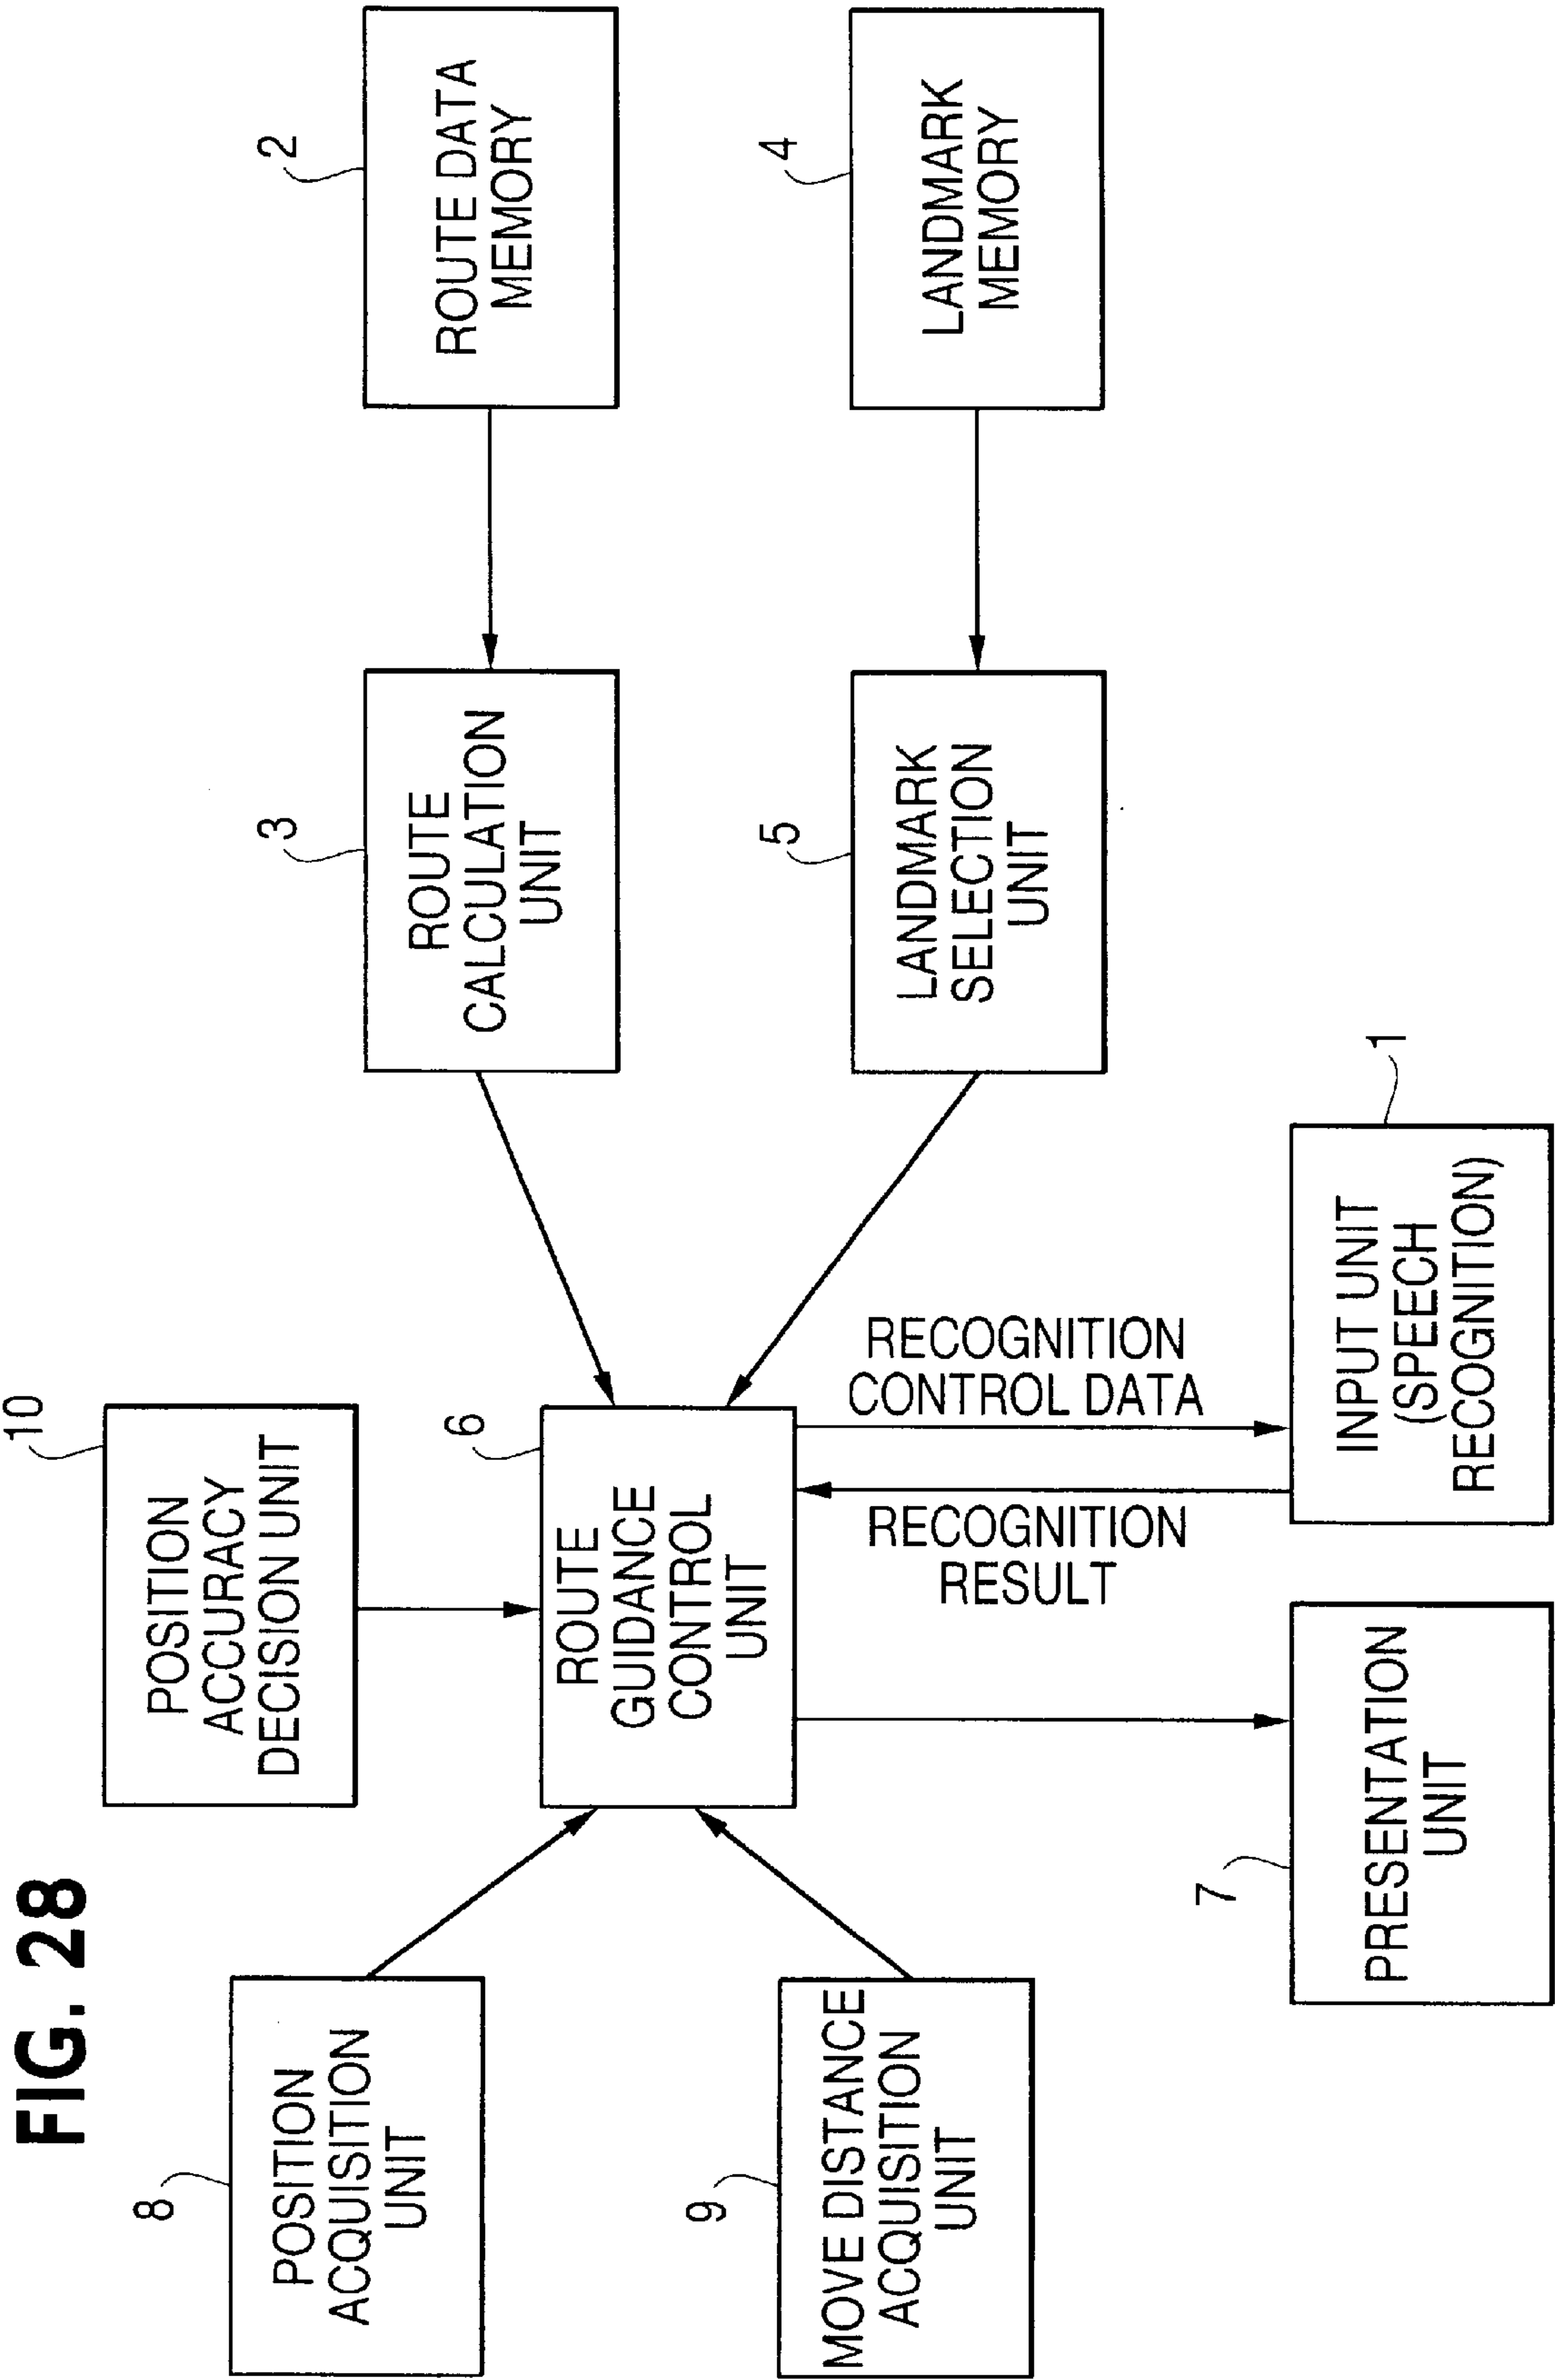 FIG. 28
10
POSITION
ACCURACY
DECISION UNIT
8
POSITION
ACQUISITION
UNIT
6
ROUTE
GUIDANCE
CONTROL
UNIT
3
ROUTE
CALCULATION
UNIT
2
ROUTE DATA
MEMORY
9
MOVE DISTANCE
ACQUISITION
UNIT
5
LANDMARK
SELECTION
UNIT
4
LANDMARK
MEMORY
RECOGNITION
RESULT
RECOGNITION
CONTROL DATA
7
PRESENTATION
UNIT
1
INPUT UNIT
(SPEECH
RECOGNITION)